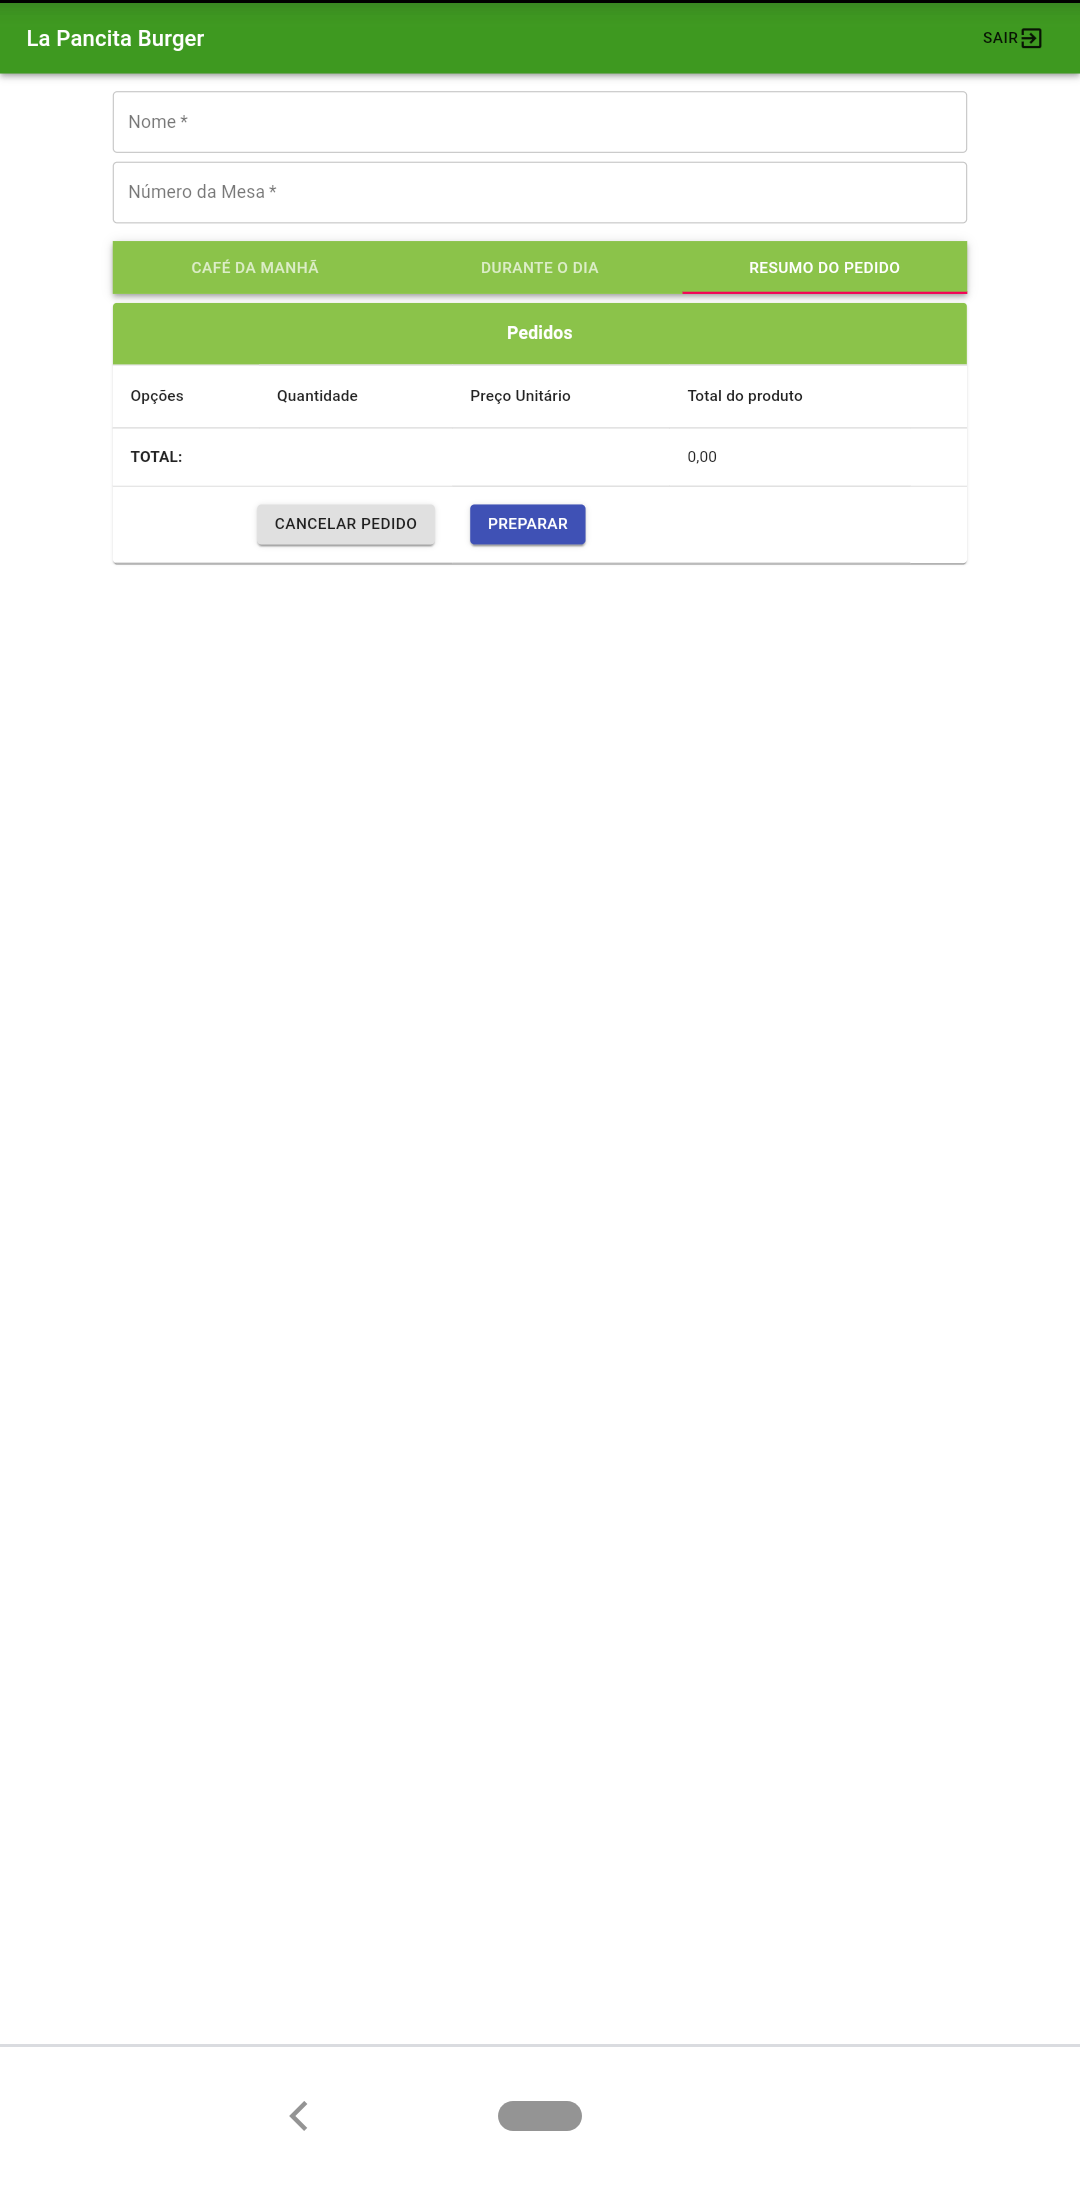 La Pancita Burger
SAIR
Nome *
Número da Mesa *
CAFÉ DA MANHÃ DURANTE O DIA RESUMO DO PEDIDO
Pedidos
Opções Quantidade Preço Unitário Total do produto
TOTAL: 0,00
CANCELAR PEDIDO PREPARAR